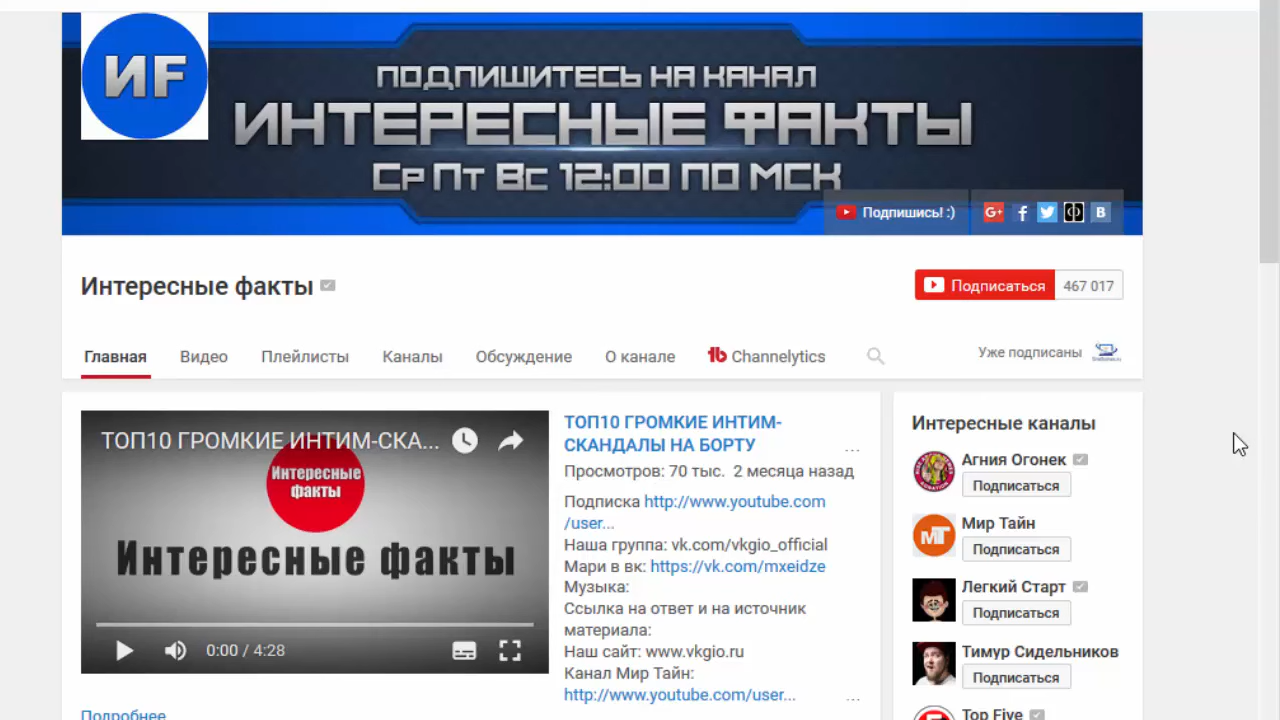 ИF
ПОДПИШИТЕСЬ НА КАНАЛ
ИНТЕРЕСНЫЕ ФАКТЫ
Ср Пт Вс 12:00 ПО МСК
Подпишись! :)
G+ f B
Интересные факты
Подписаться 467 017
Главная Видео Плейлисты Каналы Обсуждение О канале Channelytics
Уже подписаны
ТОП10 ГРОМКИЕ ИНТИМ-СКА...
Интересные
факты
Интересные факты
0:00 / 4:28
ТОП10 ГРОМКИЕ ИНТИМ-
СКАНДАЛЫ НА БОРТУ
...
Просмотров: 70 тыс. 2 месяца назад
Подписка http://www.youtube.com
/user...
Наша группа: vk.com/vkgio_official
Мари в вк: https://vk.com/mxeidze
Музыка:
Ссылка на ответ и на источник
материала:
Наш сайт: www.vkgio.ru
Канал Мир Тайн:
http://www.youtube.com/user...
...
Подробнее
Интересные каналы
Агния Огонек
Подписаться
МТ
Мир Тайн
Подписаться
Легкий Старт
Подписаться
Тимур Сидельников
Подписаться
Top Five